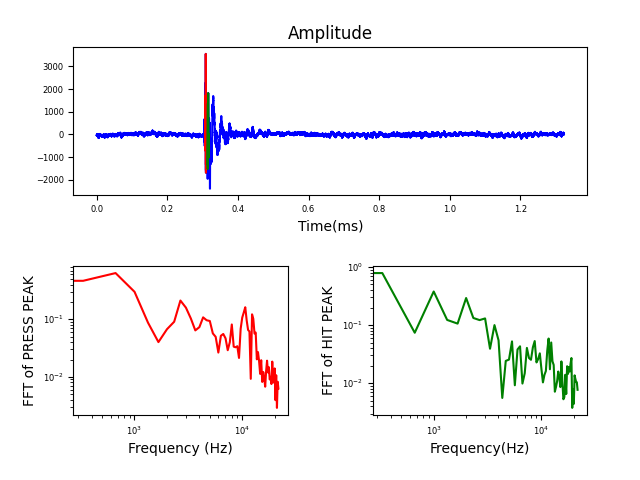 Amplitude
3000
2000
1000
0
−1000
−2000
0.0 0.2 0.4 0.6 0.8 1.0 1.2
Time(ms)
FFT of PRESS PEAK
10⁻¹
10⁻²
10³ 10⁴
Frequency (Hz)
FFT of HIT PEAK
10⁰
10⁻¹
10⁻²
10³ 10⁴
Frequency(Hz)